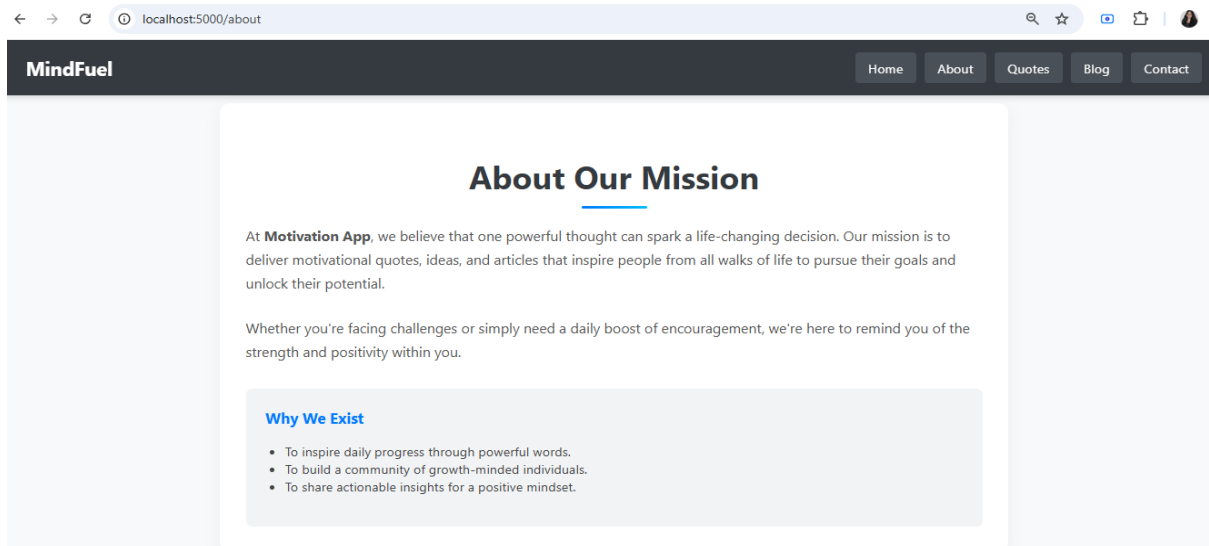 localhost:5000/about
MindFuel
Home About Quotes Blog Contact
About Our Mission
At Motivation App, we believe that one powerful thought can spark a life-changing decision. Our mission is to
deliver motivational quotes, ideas, and articles that inspire people from all walks of life to pursue their goals and
unlock their potential.
Whether you're facing challenges or simply need a daily boost of encouragement, we're here to remind you of the
strength and positivity within you.
Why We Exist
• To inspire daily progress through powerful words.
• To build a community of growth-minded individuals.
• To share actionable insights for a positive mindset.